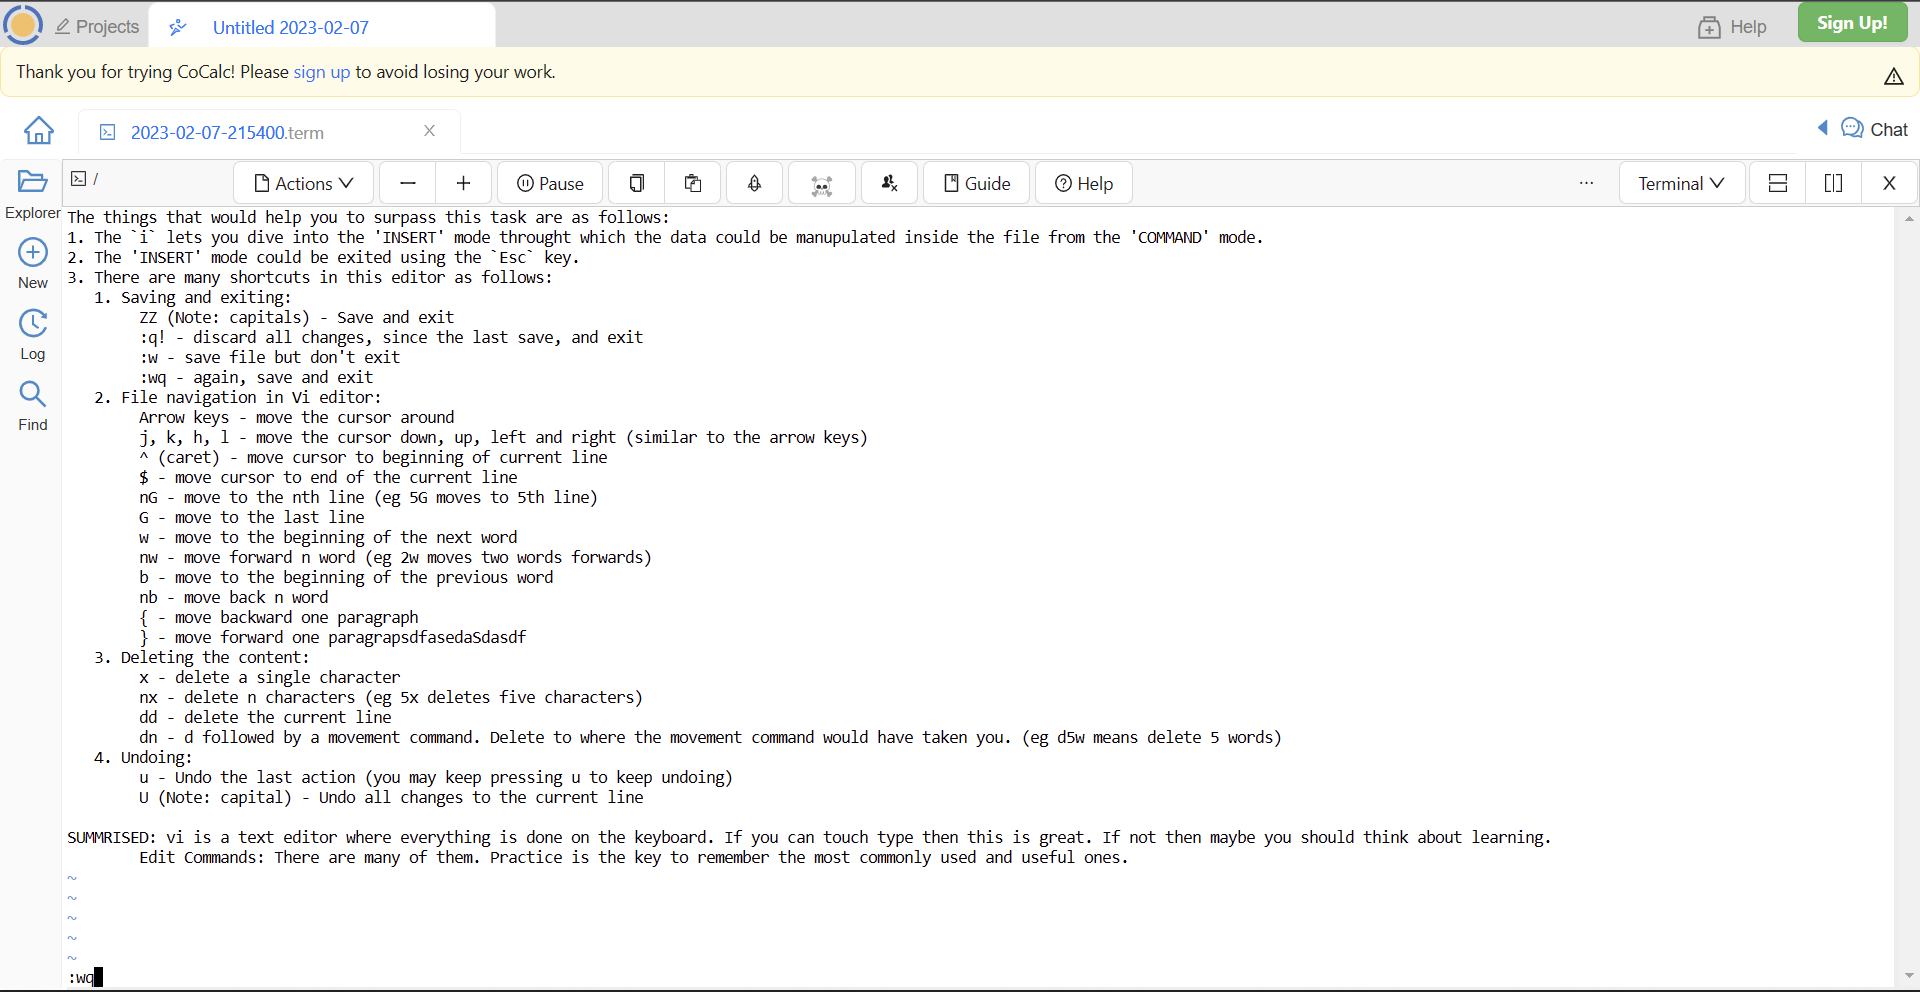 Projects
Untitled 2023-02-07
Help
Sign Up!
Thank you for trying CoCalc! Please sign up to avoid losing your work.
2023-02-07-215400.term
Chat
/
Actions
Pause
Guide
Help
Terminal
Explorer
New
Log
Find
The things that would help you to surpass this task are as follows:
1. The `i` lets you dive into the 'INSERT' mode throught which the data could be manupulated inside the file from the 'COMMAND' mode.
2. The 'INSERT' mode could be exited using the `Esc` key.
3. There are many shortcuts in this editor as follows:
   1. Saving and exiting:
        ZZ (Note: capitals) - Save and exit
        :q! - discard all changes, since the last save, and exit
        :w - save file but don't exit
        :wq - again, save and exit
   2. File navigation in Vi editor:
        Arrow keys - move the cursor around
        j, k, h, l - move the cursor down, up, left and right (similar to the arrow keys)
        ^ (caret) - move cursor to beginning of current line
        $ - move cursor to end of the current line
        nG - move to the nth line (eg 5G moves to 5th line)
        G - move to the last line
        w - move to the beginning of the next word
        nw - move forward n word (eg 2w moves two words forwards)
        b - move to the beginning of the previous word
        nb - move back n word
        { - move backward one paragraph
        } - move forward one paragrapsdfasedaSdasdf
   3. Deleting the content:
        x - delete a single character
        nx - delete n characters (eg 5x deletes five characters)
        dd - delete the current line
        dn - d followed by a movement command. Delete to where the movement command would have taken you. (eg d5w means delete 5 words)
   4. Undoing:
        u - Undo the last action (you may keep pressing u to keep undoing)
        U (Note: capital) - Undo all changes to the current line
SUMMRISED: vi is a text editor where everything is done on the keyboard. If you can touch type then this is great. If not then maybe you should think about learning.
        Edit Commands: There are many of them. Practice is the key to remember the most commonly used and useful ones.
~
~
~
~
~
:wq